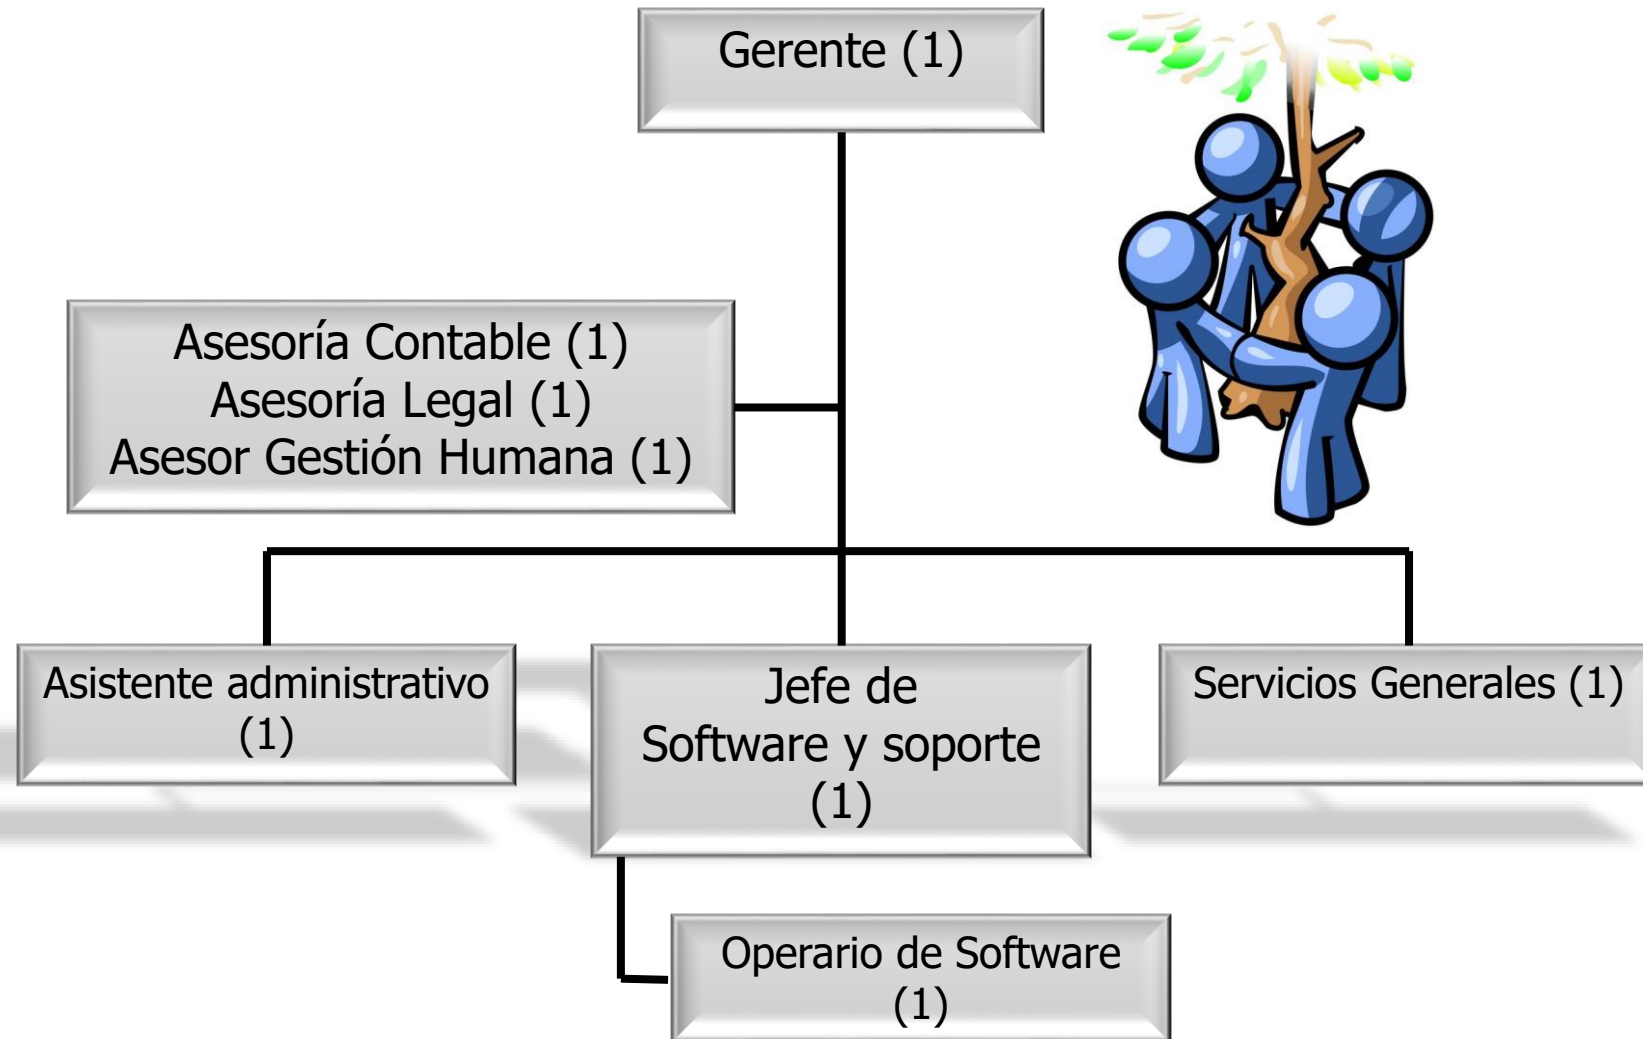 Gerente (1)
Asesoría Contable (1)
Asesoría Legal (1)
Asesor Gestión Humana (1)
Asistente administrativo
(1)
Jefe de
Software y soporte
(1)
Servicios Generales (1)
Operario de Software
(1)